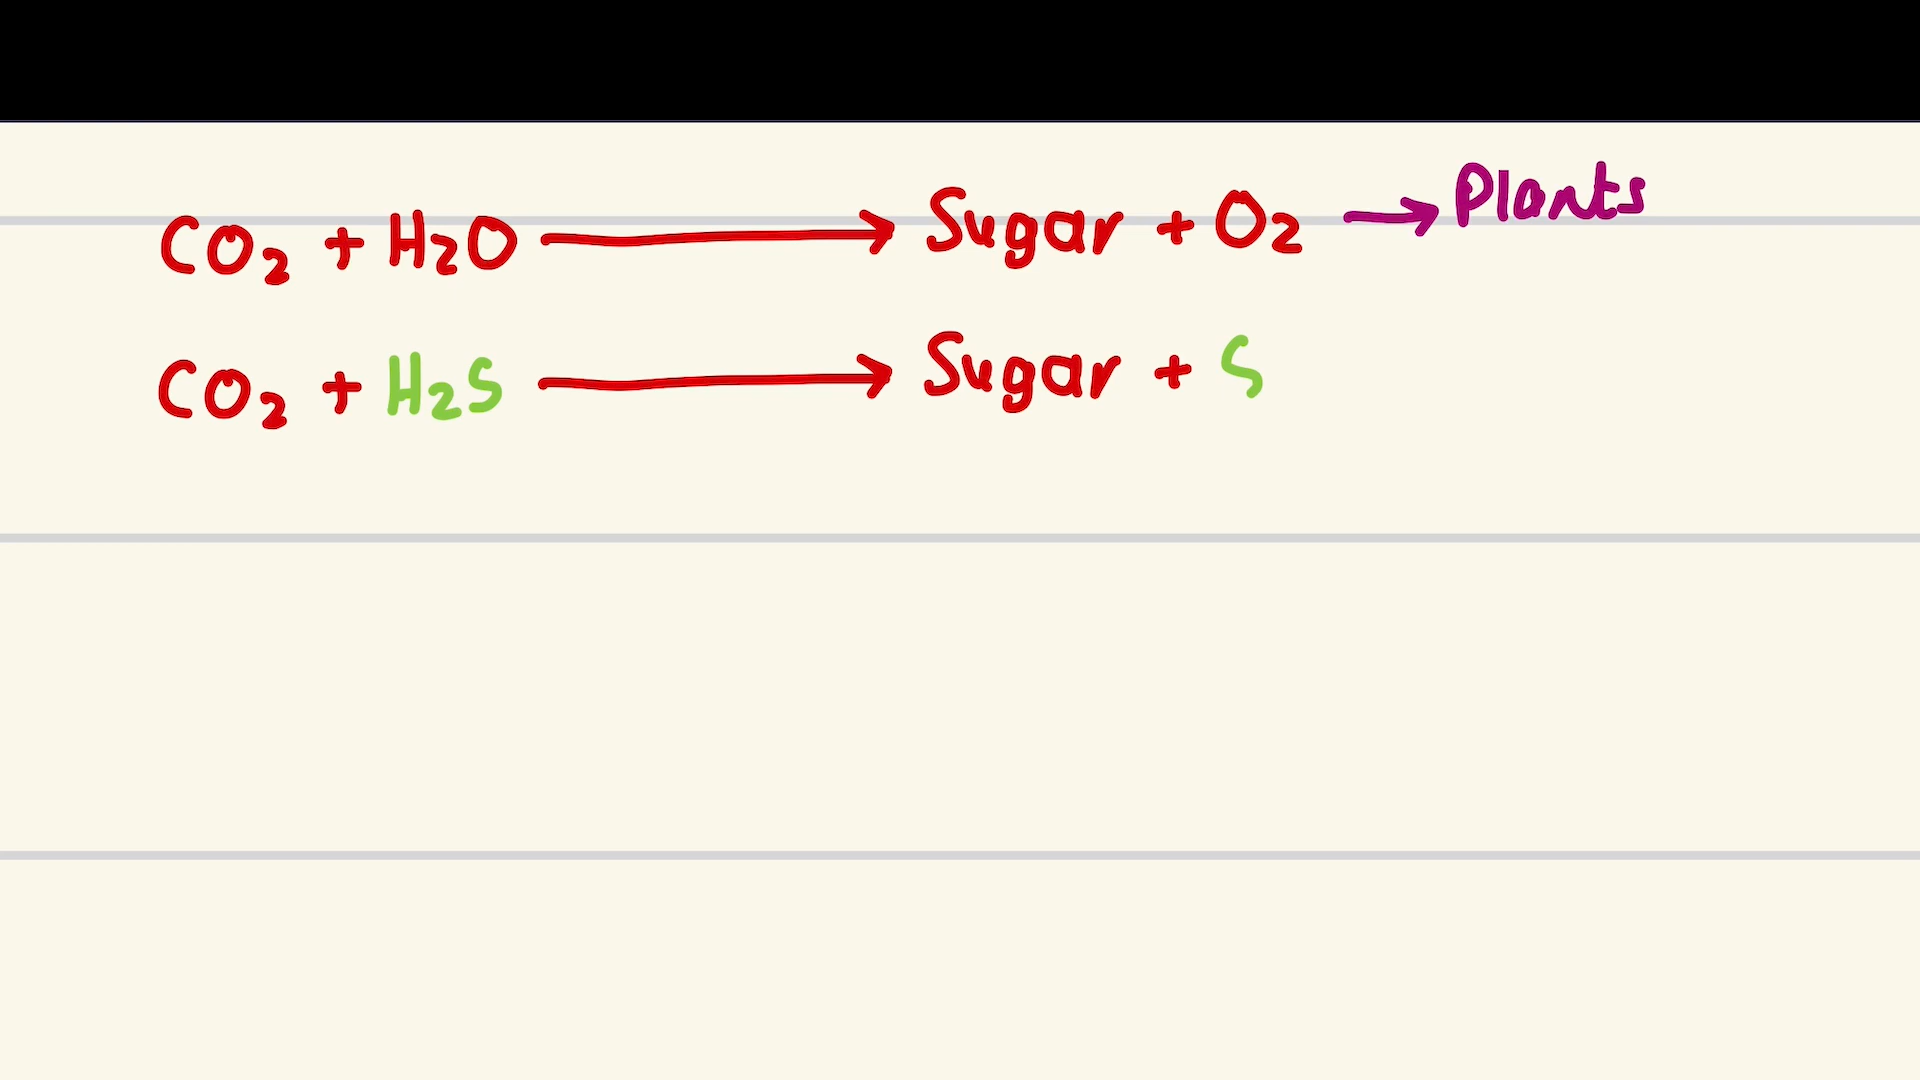 CO₂ + H₂O ⟶ Sugar + O₂ → Plants
CO₂ + H₂S ⟶ Sugar + S